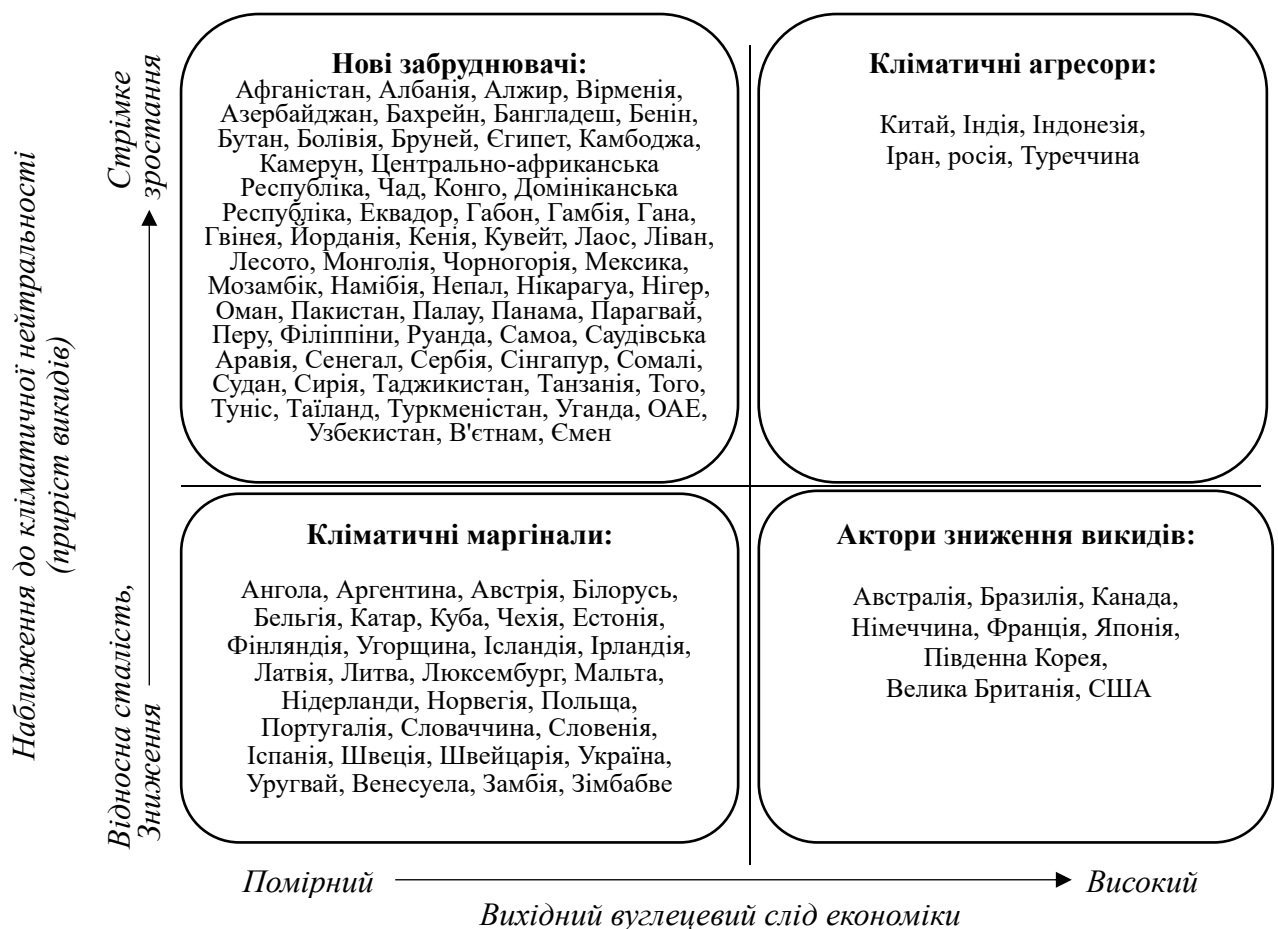 Нові забруднювачі:
Афганістан, Албанія, Алжир, Вірменія,
Азербайджан, Бахрейн, Бангладеш, Бенін,
Бутан, Болівія, Бруней, Єгипет, Камбоджа,
Камерун, Центрально-африканська
Республіка, Чад, Конго, Домініканська
Республіка, Еквадор, Габон, Гамбія, Гана,
Гвінея, Йорданія, Кенія, Кувейт, Лаос, Ліван,
Лесото, Монголія, Чорногорія, Мексика,
Мозамбік, Намібія, Непал, Нікарагуа, Нігер,
Оман, Пакистан, Палау, Панама, Парагвай,
Перу, Філіппіни, Руанда, Самоа, Саудівська
Аравія, Сенегал, Сербія, Сінгапур, Сомалі,
Судан, Сирія, Таджикистан, Танзанія, Того,
Туніс, Таїланд, Туркменістан, Уганда, ОАЕ,
Узбекистан, В'єтнам, Ємен
Кліматичні агресори:
Китай, Індія, Індонезія,
Іран, росія, Туреччина
Кліматичні маргінали:
Ангола, Аргентина, Австрія, Білорусь,
Бельгія, Катар, Куба, Чехія, Естонія,
Фінляндія, Угорщина, Ісландія, Ірландія,
Латвія, Литва, Люксембург, Мальта,
Нідерланди, Норвегія, Польща,
Португалія, Словаччина, Словенія,
Іспанія, Швеція, Швейцарія, Україна,
Уругвай, Венесуела, Замбія, Зімбабве
Актори зниження викидів:
Австралія, Бразилія, Канада,
Німеччина, Франція, Японія,
Південна Корея,
Велика Британія, США
Наближення до кліматичної нейтральності
(приріст викидів)
Стрімке
зростання
Відносна сталість,
Зниження
Помірний
Високий
Вихідний вуглецевий слід економіки